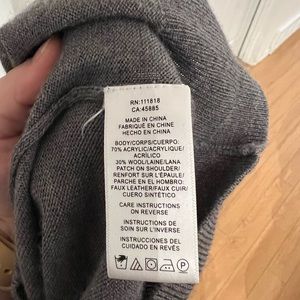 RN:111818
CA:45885
MADE IN CHINA
FABRIQUE EN CHINE
HECHO EN CHINA
BODY/CORPS/CUERPO:
70% ACRYLIC/ACRYLIQUE/
ACRÍLICO
30% WOOL/LAINE/LANA
PATCH ON SHOULDER/
RENFORT SUR L'ÉPAULE/
PARCHE EN EL HOMBRO:
FAUX LEATHER/FAUX CUIR/
CUERO SINTÉTICO
CARE INSTRUCTIONS
ON REVERSE
INSTRUCTIONS DE
SOIN SUR L'INVERSE
INSTRUCCIONES DEL
CUIDADO EN REVÉS
P